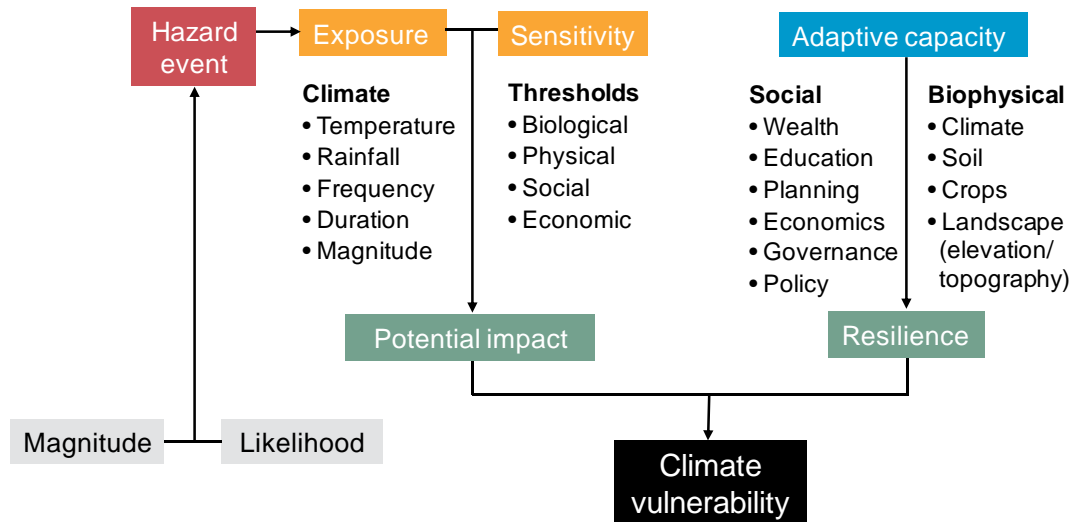 Hazard
event
Exposure
Sensitivity
Adaptive capacity
Climate
• Temperature
• Rainfall
• Frequency
• Duration
• Magnitude
Thresholds
• Biological
• Physical
• Social
• Economic
Social
• Wealth
• Education
• Planning
• Economics
• Governance
• Policy
Biophysical
• Climate
• Soil
• Crops
• Landscape
(elevation/
topography)
Potential impact
Resilience
Magnitude
Likelihood
Climate
vulnerability